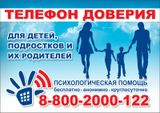 ТЕЛЕФОН ДОВЕРИЯ
ДЛЯ ДЕТЕЙ,
ПОДРОСТКОВ И
ИХ РОДИТЕЛЕЙ
ПСИХОЛОГИЧЕСКАЯ ПОМОЩЬ
бесплатно · анонимно · круглосуточно
8-800-2000-122